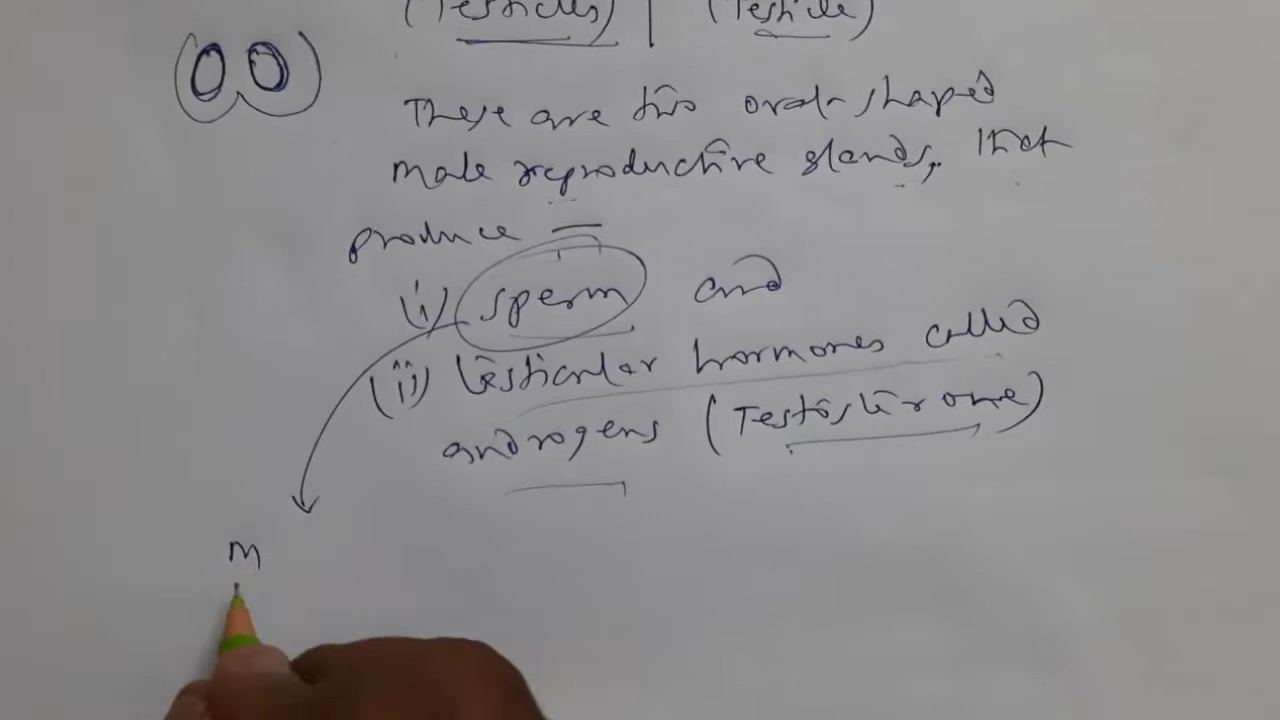 (Testicles) | (Testicle)
These are two oval-shaped
male reproductive glands, that
produce =
(i) sperm and
(ii) testicular hormones called
androgens (Testosterone)
M